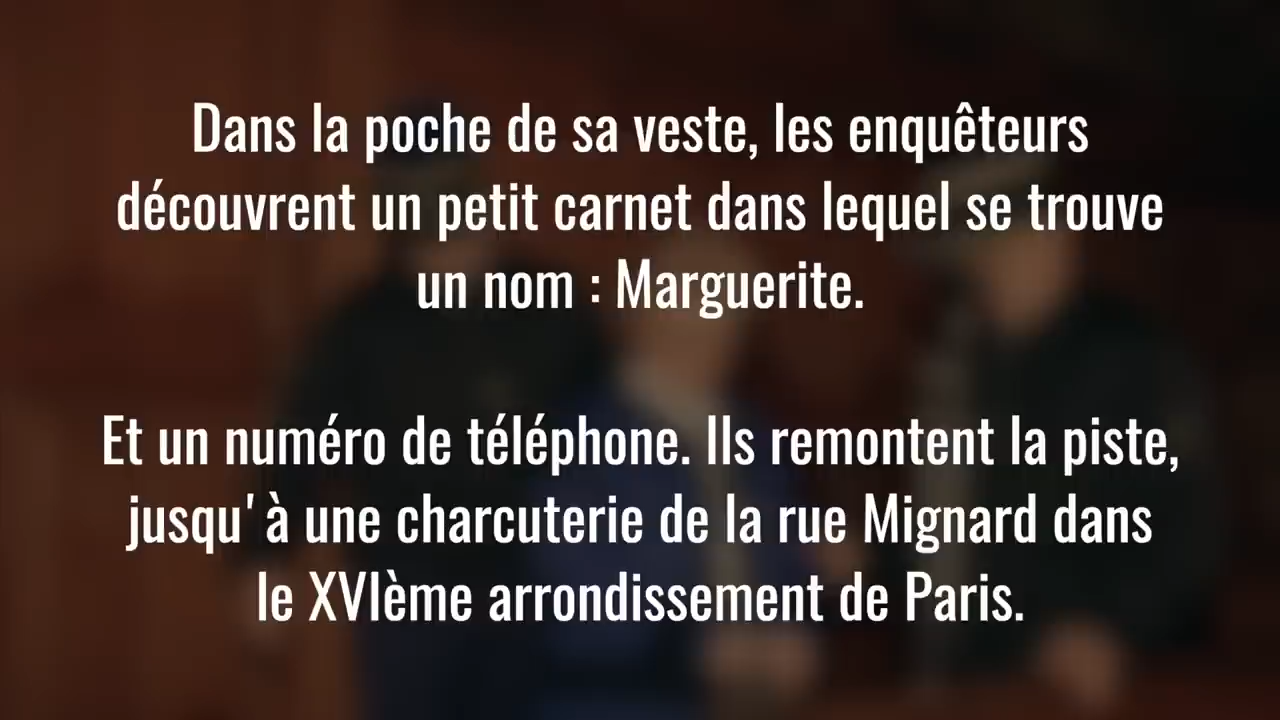 Dans la poche de sa veste, les enquêteurs
découvrent un petit carnet dans lequel se trouve
un nom : Marguerite.
Et un numéro de téléphone. Ils remontent la piste,
jusqu'à une charcuterie de la rue Mignard dans
le XVIème arrondissement de Paris.